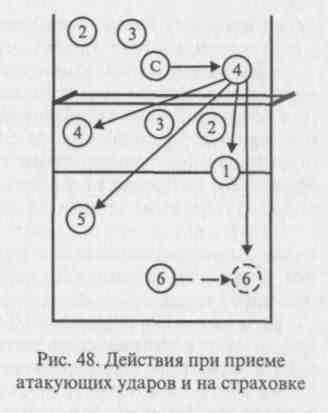 2 3
С 4
4 3 2
1
5
6 6
Рис. 48. Действия при приеме
атакующих ударов и на страховке